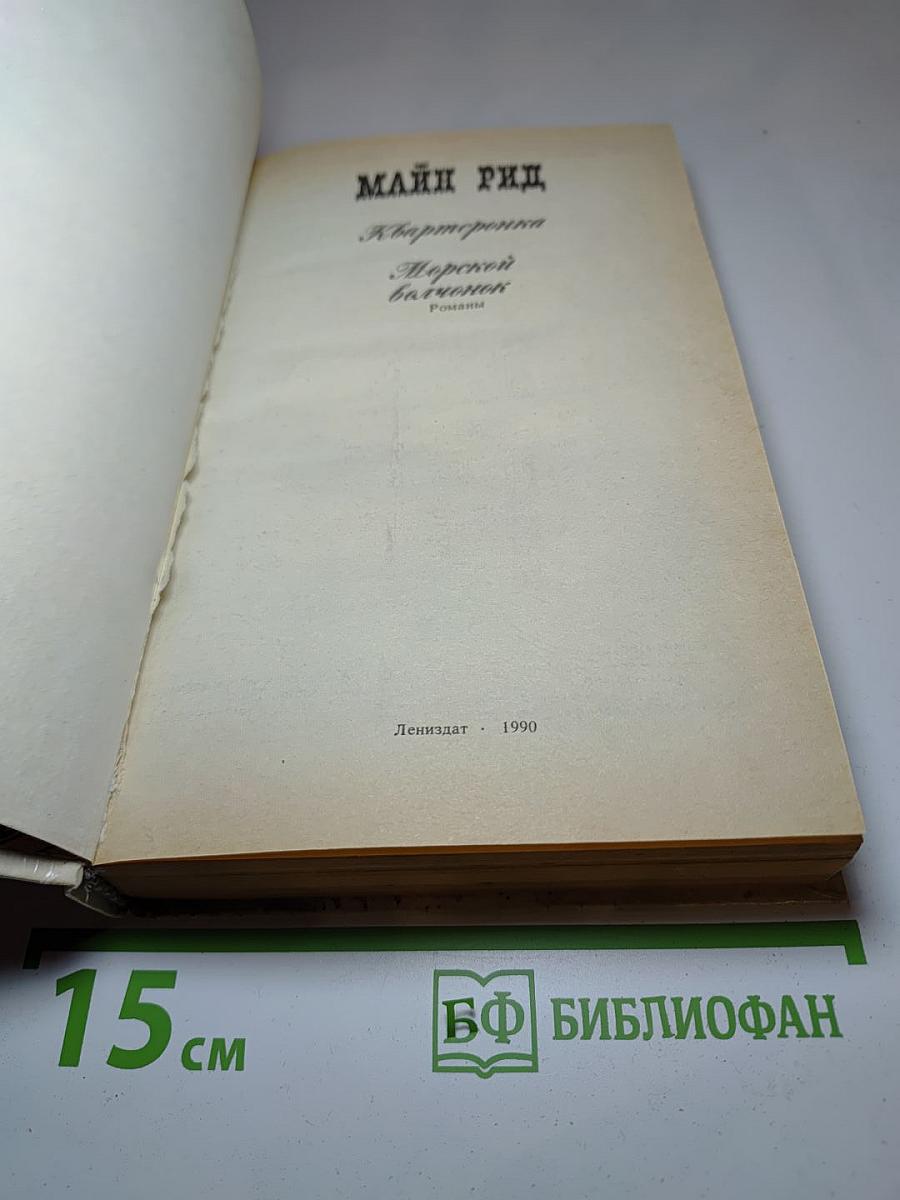 МАЙН РИД
Квартеронка
Морской
волчонок
Романы
Лениздат · 1990
15 см
БФ БИБЛИОФАН